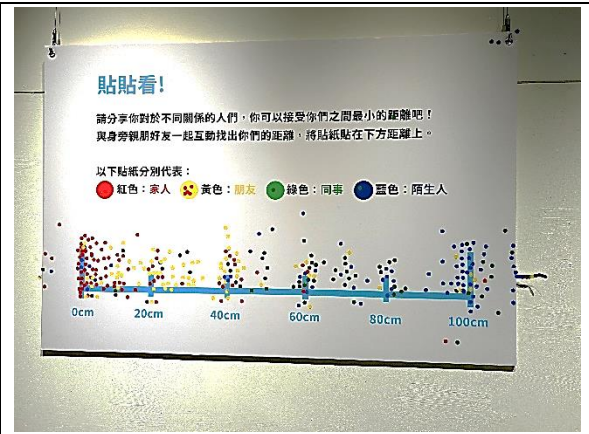 貼貼看!
請分享你對於不同關係的人們，你可以接受你們之間最小的距離吧！
與身旁親朋好友一起互動找出你們的距離，將貼紙貼在下方距離上。
以下貼紙分別代表：
紅色：家人 黃色：朋友 綠色：同事 藍色：陌生人
0cm 20cm 40cm 60cm 80cm 100cm